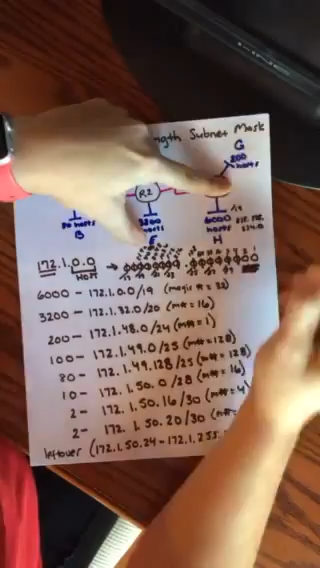 ngth Subnet Mask
G
200
hosts
R2
3200
hosts
E
6000
hosts
H
80 hosts
B
172.1.0.0 →
HOST
6000 - 172.1.0.0/19 (magic # = 32)
3200 - 172.1.32.0/20 (m# = 16)
200 - 172.1.48.0/24 (m# = 1)
100 - 172.1.49.0/25 (m# = 128)
80 - 172.1.49.128/25 (m# = 128)
10 - 172.1.50.0/28 (m# = 16)
2 - 172.1.50.16/30 (m# = 4)
2 - 172.1.50.20/30 (m# =
leftover (172.1.50.24 - 172.1.255.